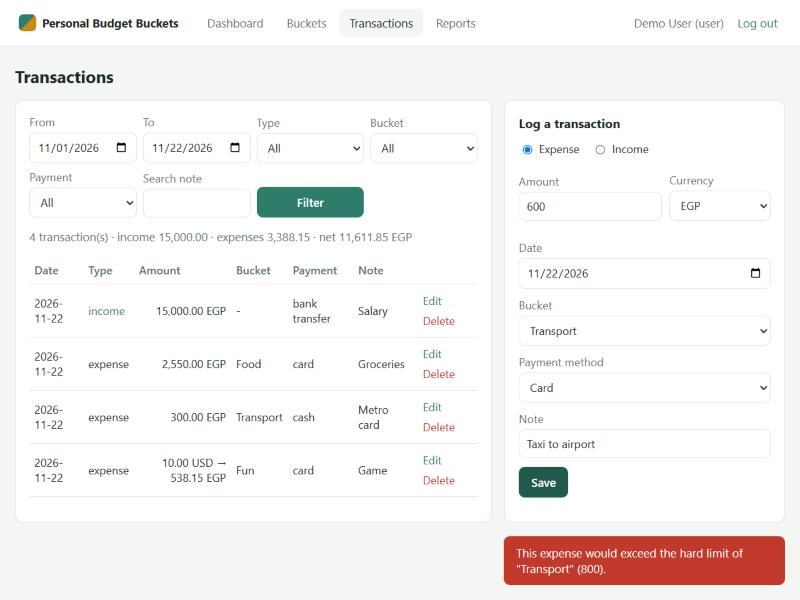 Personal Budget Buckets Dashboard Buckets Transactions Reports Demo User (user) Log out
Transactions
From To Type Bucket
11/01/2026 11/22/2026 All All
Payment Search note
All Filter
4 transaction(s) · income 15,000.00 · expenses 3,388.15 · net 11,611.85 EGP
Date Type Amount Bucket Payment Note
2026-
11-22 income 15,000.00 EGP - bank
transfer Salary Edit
Delete
2026-
11-22 expense 2,550.00 EGP Food card Groceries Edit
Delete
2026-
11-22 expense 300.00 EGP Transport cash Metro
card Edit
Delete
2026-
11-22 expense 10.00 USD →
538.15 EGP Fun card Game Edit
Delete
Log a transaction
Expense Income
Amount Currency
600 EGP
Date
11/22/2026
Bucket
Transport
Payment method
Card
Note
Taxi to airport
Save
This expense would exceed the hard limit of
"Transport" (800).